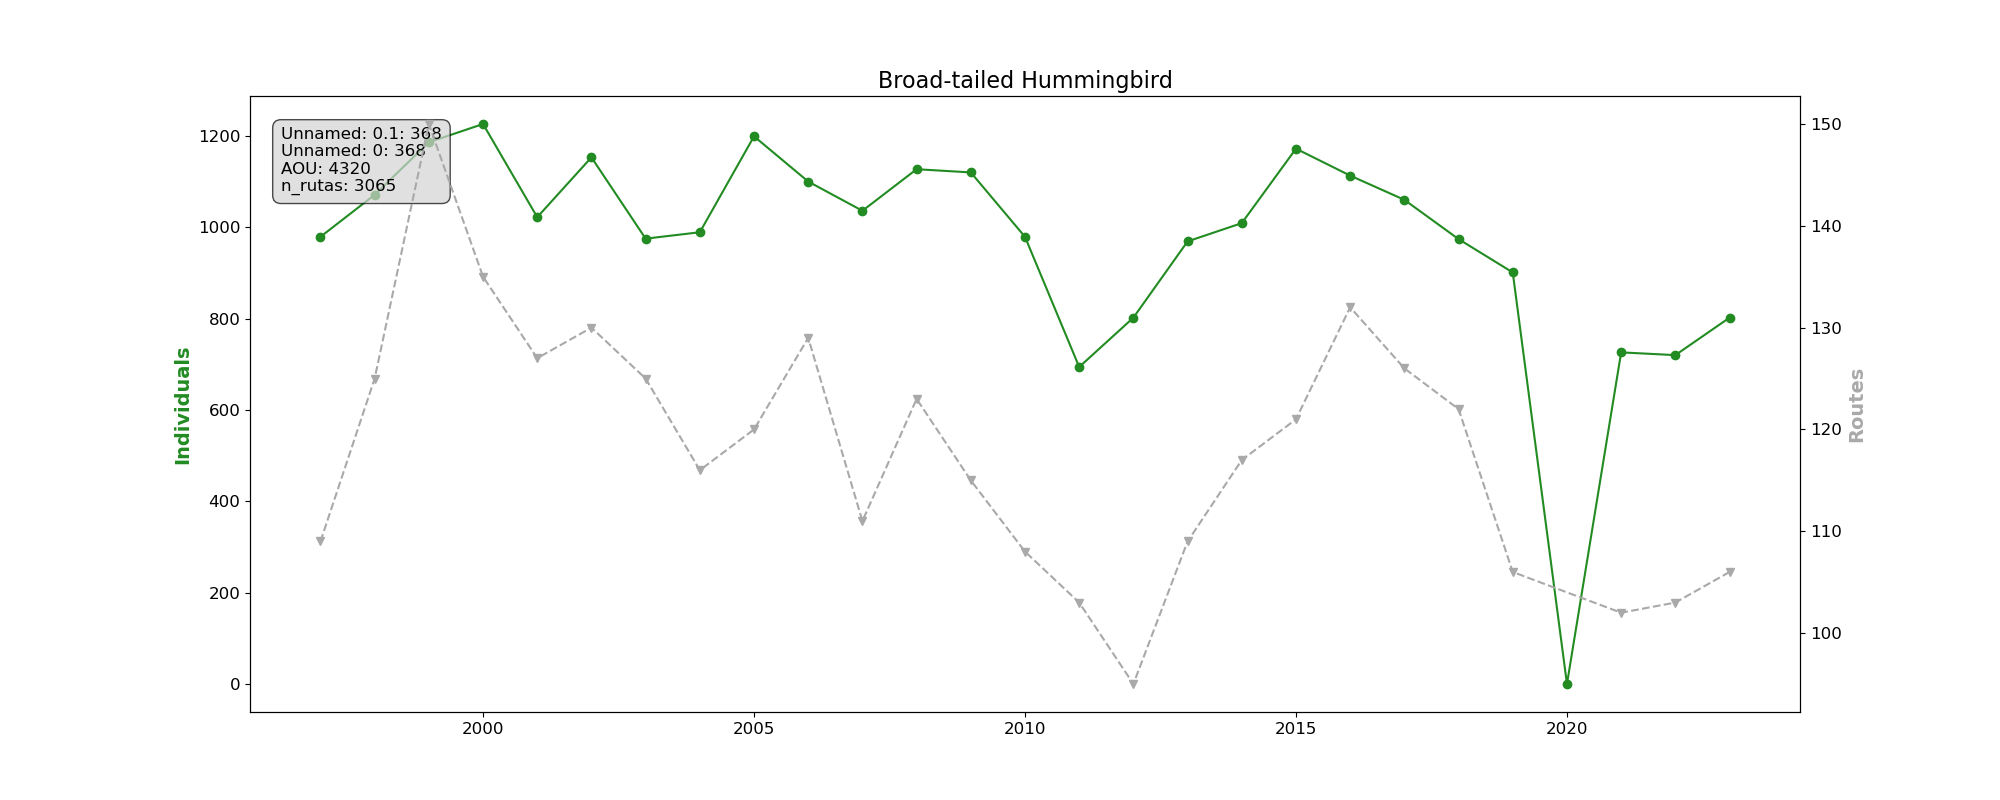 Broad-tailed Hummingbird
Unnamed: 0.1: 368
Unnamed: 0: 368
AOU: 4320
n_rutas: 3065
1200
1000
800
600
400
200
0
Individuals
150
140
130
120
110
100
Routes
2000
2005
2010
2015
2020